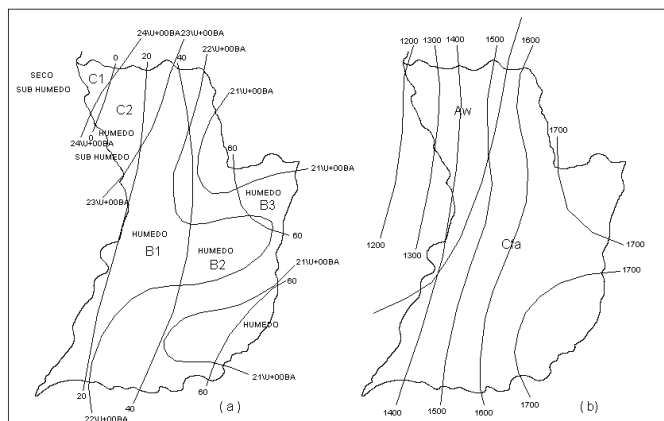 0
24\U+00BA
20
23\U+00BA
22\U+00BA
40
21\U+00BA
C1
SECO
SUB HUMEDO
C2
0
HUMEDO
24\U+00BA
SUB HUMEDO
60
21\U+00BA
23\U+00BA
HUMEDO
B3
HUMEDO
B1
60
HUMEDO
B2
21\U+00BA
60
HUMEDO
21\U+00BA
20
60
40
22\U+00BA
( a )
1200
1300
1400
1500
1600
Aw
1700
1200
Cfa
1700
1300
1700
1700
1400
1500
1600
( b )